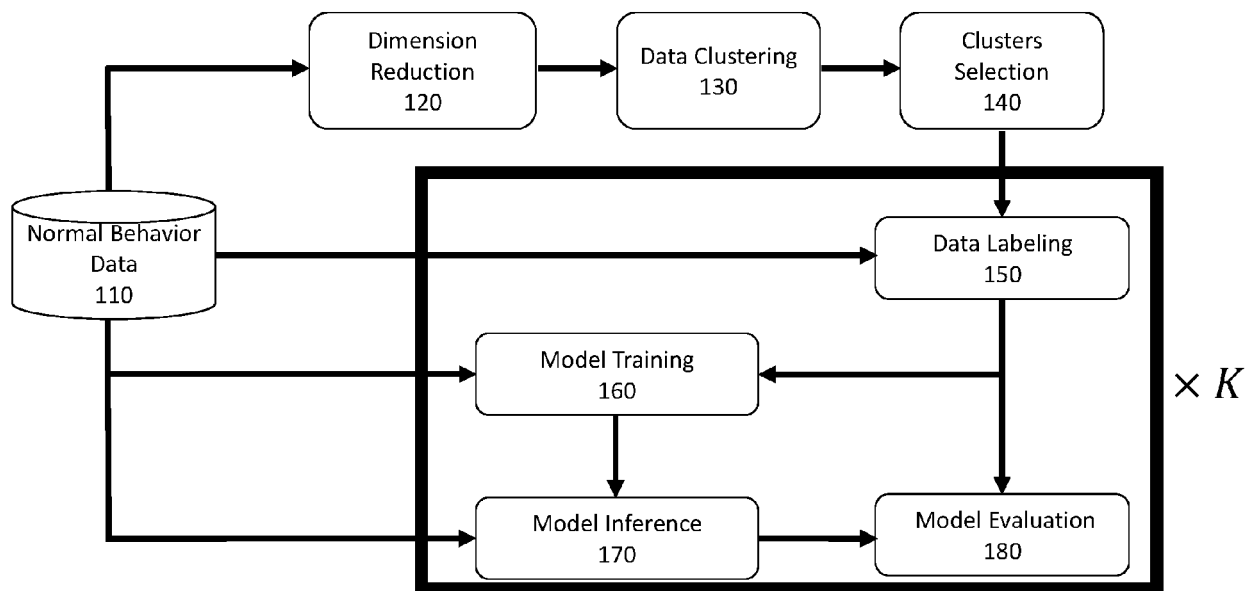 Dimension
Reduction
120
Data Clustering
130
Clusters
Selection
140
Normal Behavior
Data
110
Data Labeling
150
Model Training
160
× K
Model Inference
170
Model Evaluation
180